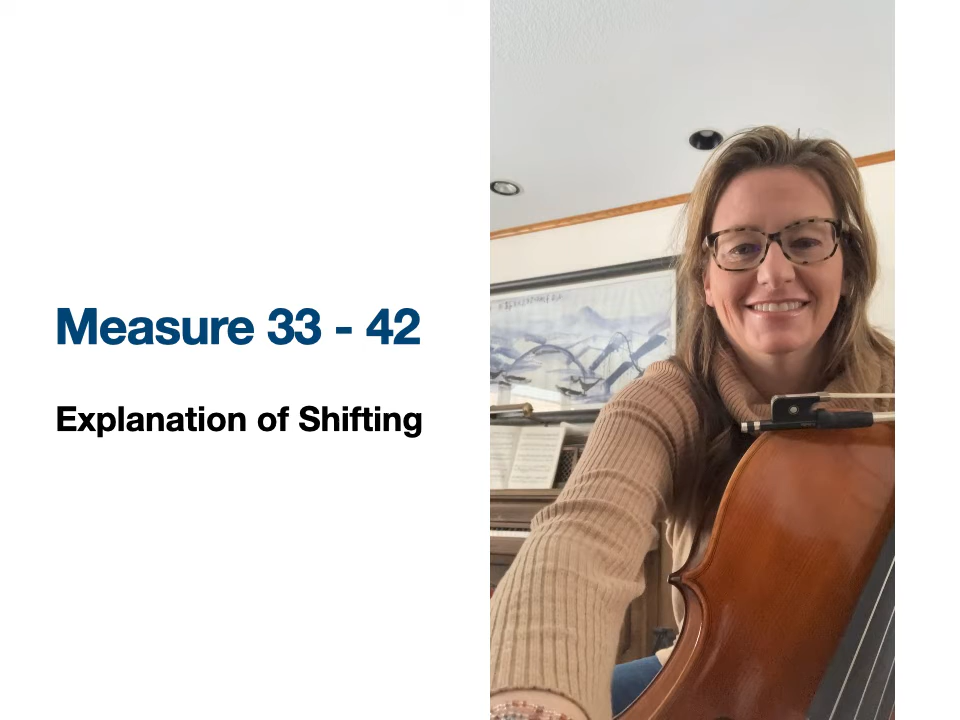 Measure 33 - 42
Explanation of Shifting